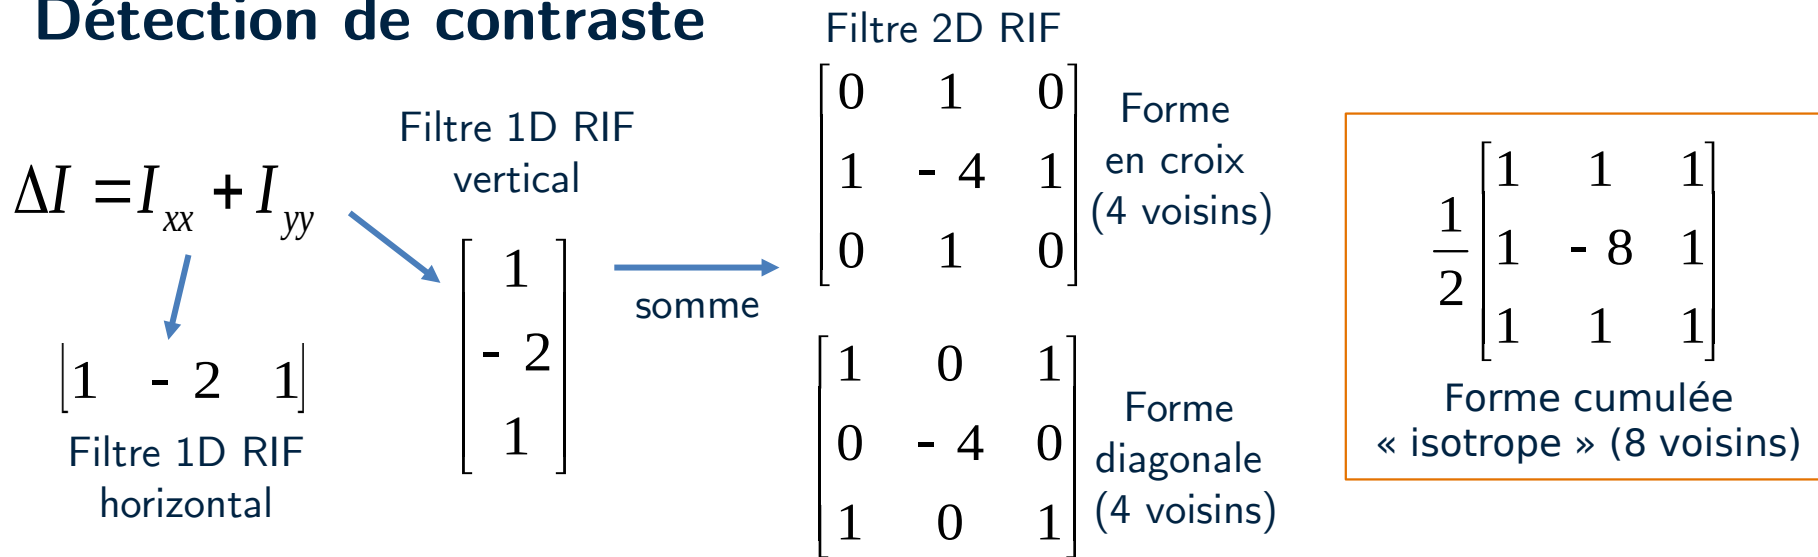 Détection de contraste
ΔI = I_xx + I_yy
[1 - 2 1]
Filtre 1D RIF
horizontal
Filtre 1D RIF
vertical
1
- 2
1
somme
Filtre 2D RIF
0 1 0
1 - 4 1
0 1 0
Forme
en croix
(4 voisins)
1 0 1
0 - 4 0
1 0 1
Forme
diagonale
(4 voisins)
1/2
1 1 1
1 - 8 1
1 1 1
Forme cumulée
« isotrope » (8 voisins)